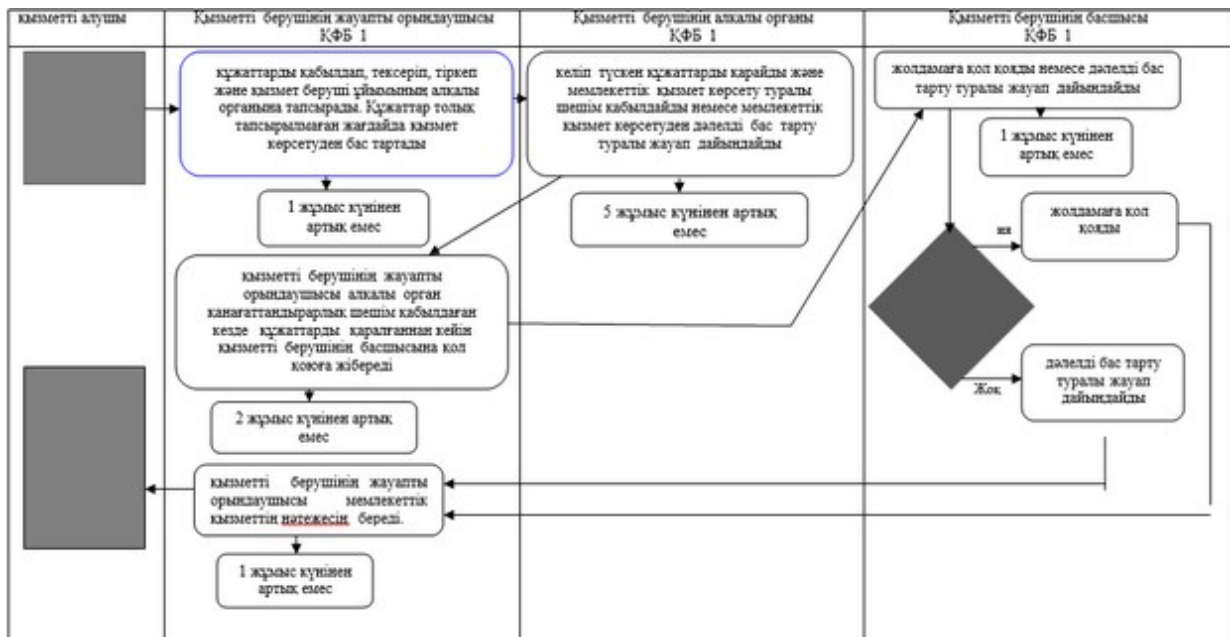 қызметті алушы
Қызметті берушінің жауапты орындаушысы
ҚФБ 1
Қызметті берушінің алкалы органы
ҚФБ 1
Қызметті берушінің басшысы
ҚФБ 1
құжаттарды қабылдап, тексеріп, тіркеп
және қызмет беруші ұйымының алкалы
органына тапсырады. Құжаттар толық
тапсырылмаған жағдайда қызмет
көрсетуден бас тартады
1 жұмыс күнінен
артық емес
келіп түскен құжаттарды қарайды және
мемлекеттік қызмет көрсету туралы
шешім қабылдайды немесе мемлекеттік
қызмет көрсетуден дәлелді бас тарту
туралы жауап дайындайды
5 жұмыс күнінен артық
емес
жолдамаға қол қояды немесе дәлелді бас
тарту туралы жауап дайындайды
1 жұмыс күнінен
артық емес
қызметті берушінің жауапты
орындаушысы алкалы орган
қанағаттандырарлық шешім қабылдаған
кезде құжаттарды қаралғаннан кейін
қызметті берушінің басшысына қол
қоюға жібереді
2 жұмыс күнінен артық
емес
ия
жолдамаға қол
қояды
Жоқ
дәлелді бас тарту
туралы жауап
дайындайды
қызметті берушінің жауапты
орындаушысы мемлекеттік
қызметтің нәтежесін береді.
1 жұмыс күнінен
артық емес